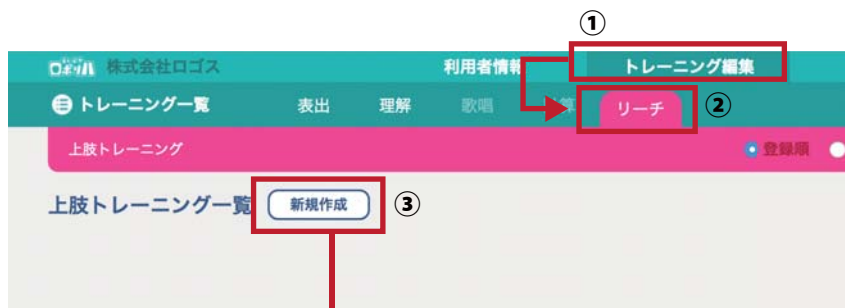 ①
ロギハ 株式会社ロゴス 利用者情報 トレーニング編集
トレーニング一覧 表出 理解 歌唱 リーチ ②
上肢トレーニング 登録順
上肢トレーニング一覧 新規作成 ③